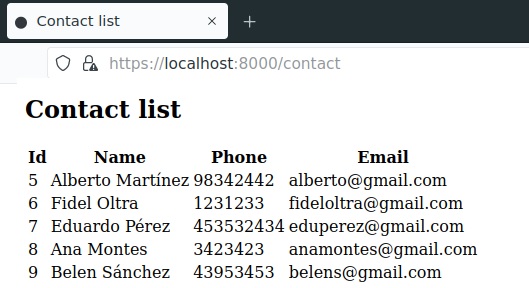 Contact list
https://localhost:8000/contact
Contact list
Id Name Phone Email
5 Alberto Martínez 98342442 alberto@gmail.com
6 Fidel Oltra 1231233 fideloltra@gmail.com
7 Eduardo Pérez 453532434 eduperez@gmail.com
8 Ana Montes 3423423 anamontes@gmail.com
9 Belen Sánchez 43953453 belens@gmail.com